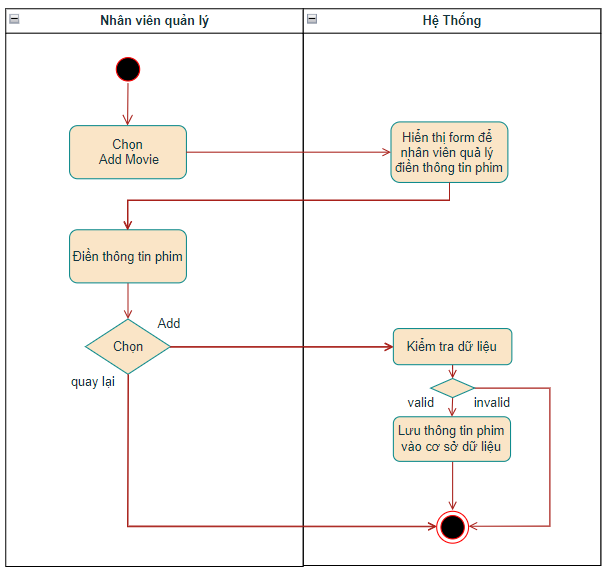 Nhân viên quản lý
Hệ Thống
Chọn
Add Movie
Hiển thị form để
nhân viên quả lý
điền thông tin phim
Điền thông tin phim
Add
Chọn
Kiểm tra dữ liệu
quay lại
valid
invalid
Lưu thông tin phim
vào cơ sở dữ liệu